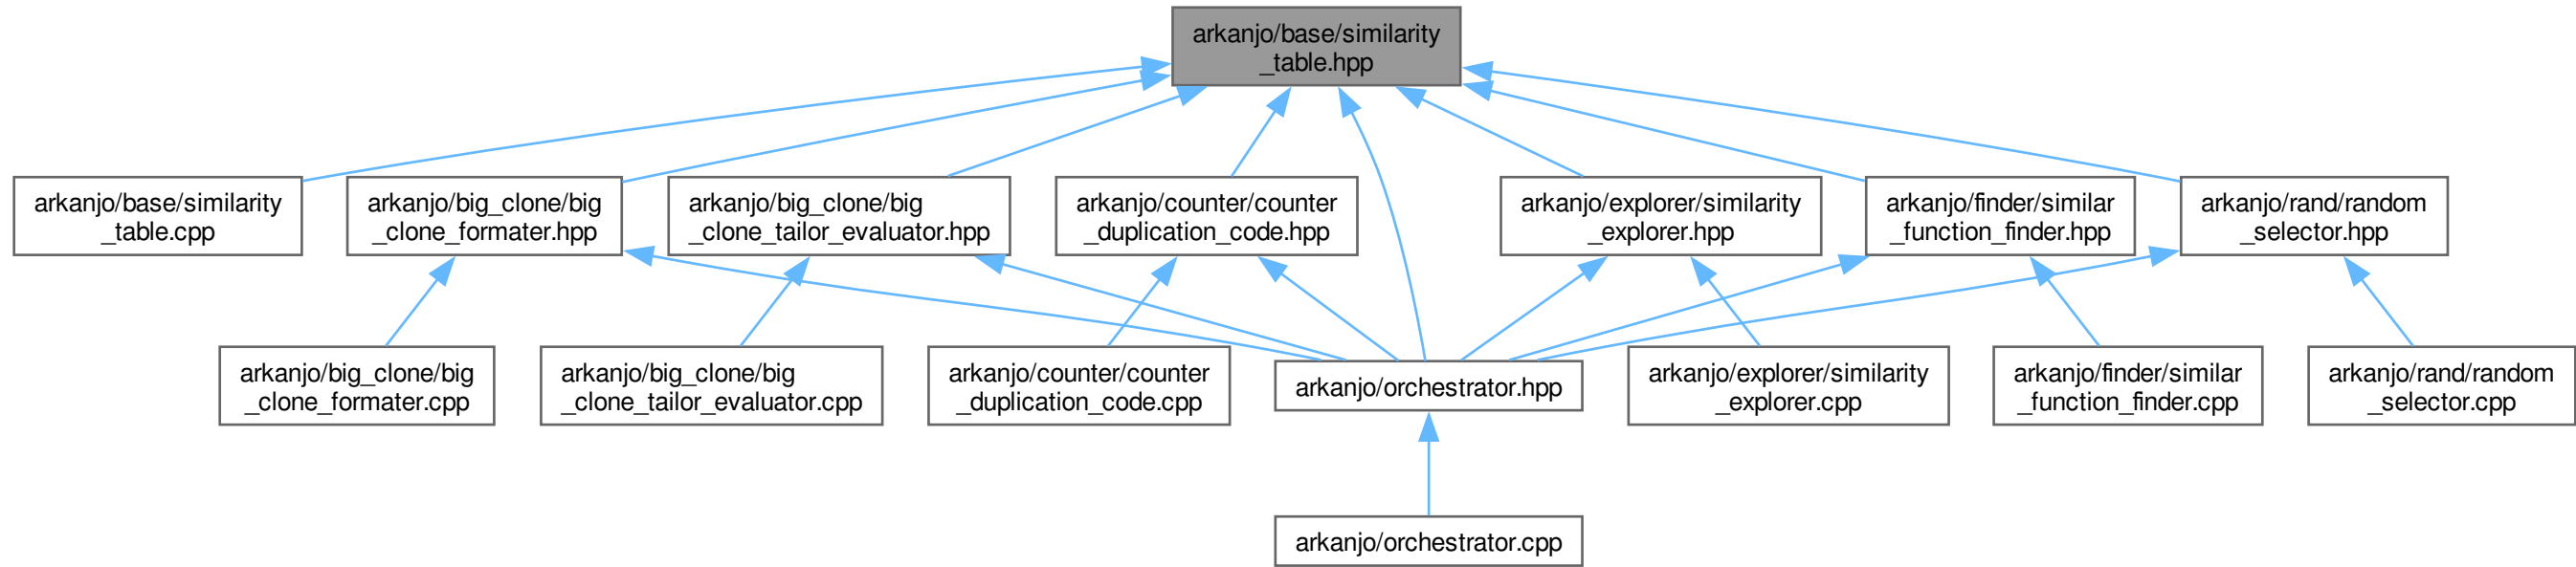 arkanjo/base/similarity
_table.hpp
arkanjo/base/similarity
_table.cpp
arkanjo/big_clone/big
_clone_formater.hpp
arkanjo/big_clone/big
_clone_tailor_evaluator.hpp
arkanjo/counter/counter
_duplication_code.hpp
arkanjo/explorer/similarity
_explorer.hpp
arkanjo/finder/similar
_function_finder.hpp
arkanjo/rand/random
_selector.hpp
arkanjo/big_clone/big
_clone_formater.cpp
arkanjo/big_clone/big
_clone_tailor_evaluator.cpp
arkanjo/counter/counter
_duplication_code.cpp
arkanjo/orchestrator.hpp
arkanjo/explorer/similarity
_explorer.cpp
arkanjo/finder/similar
_function_finder.cpp
arkanjo/rand/random
_selector.cpp
arkanjo/orchestrator.cpp